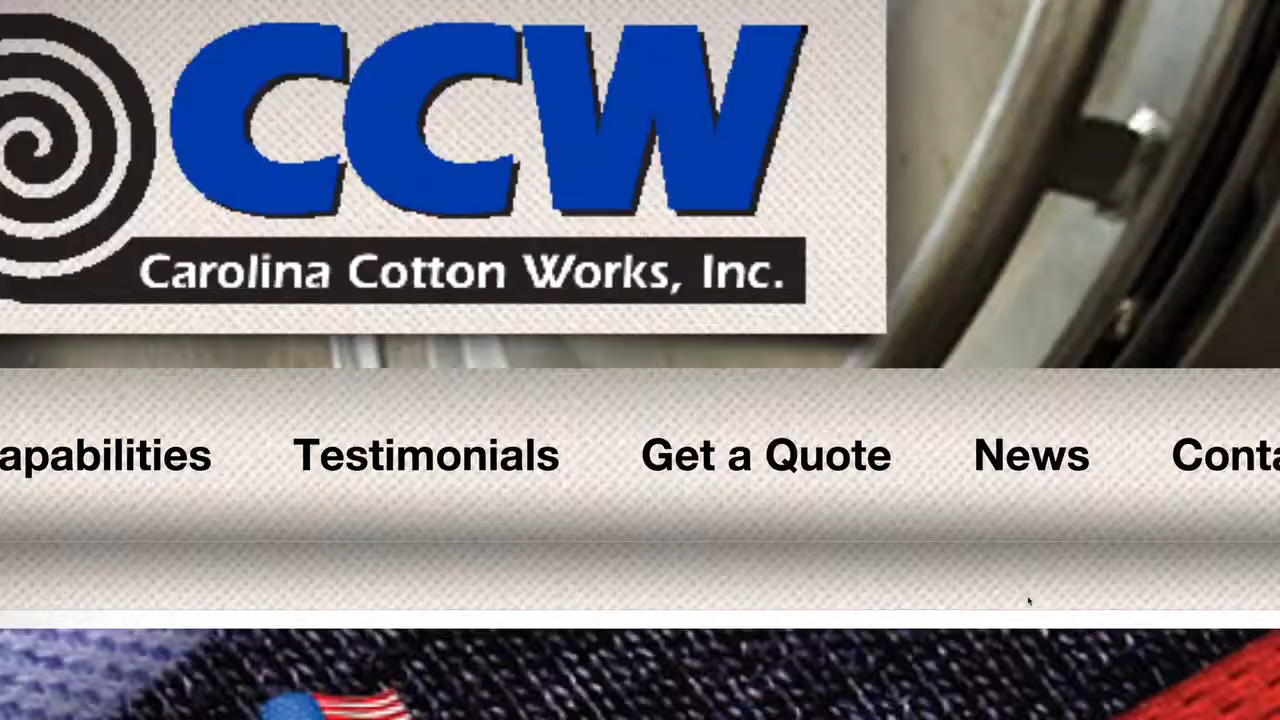 CCW
Carolina Cotton Works, Inc.
apabilities Testimonials Get a Quote News Conta